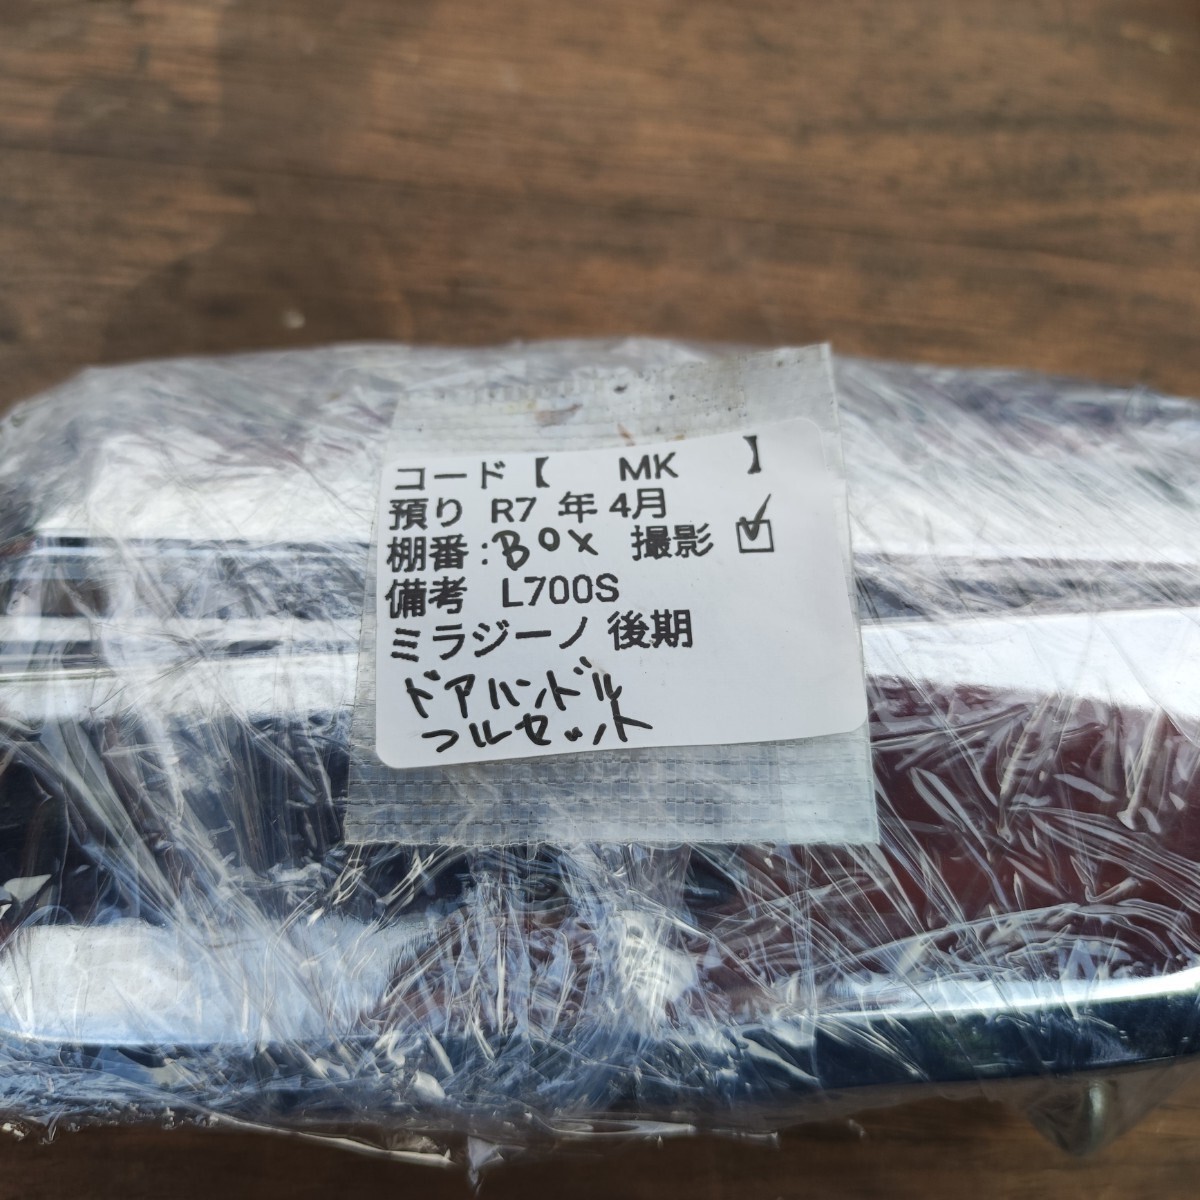 コード【 MK 】
預り R7 年 4月
棚番:BOX 撮影 ☑
備考 L700S
ミラジーノ 後期
ドアハンドル
フルセット